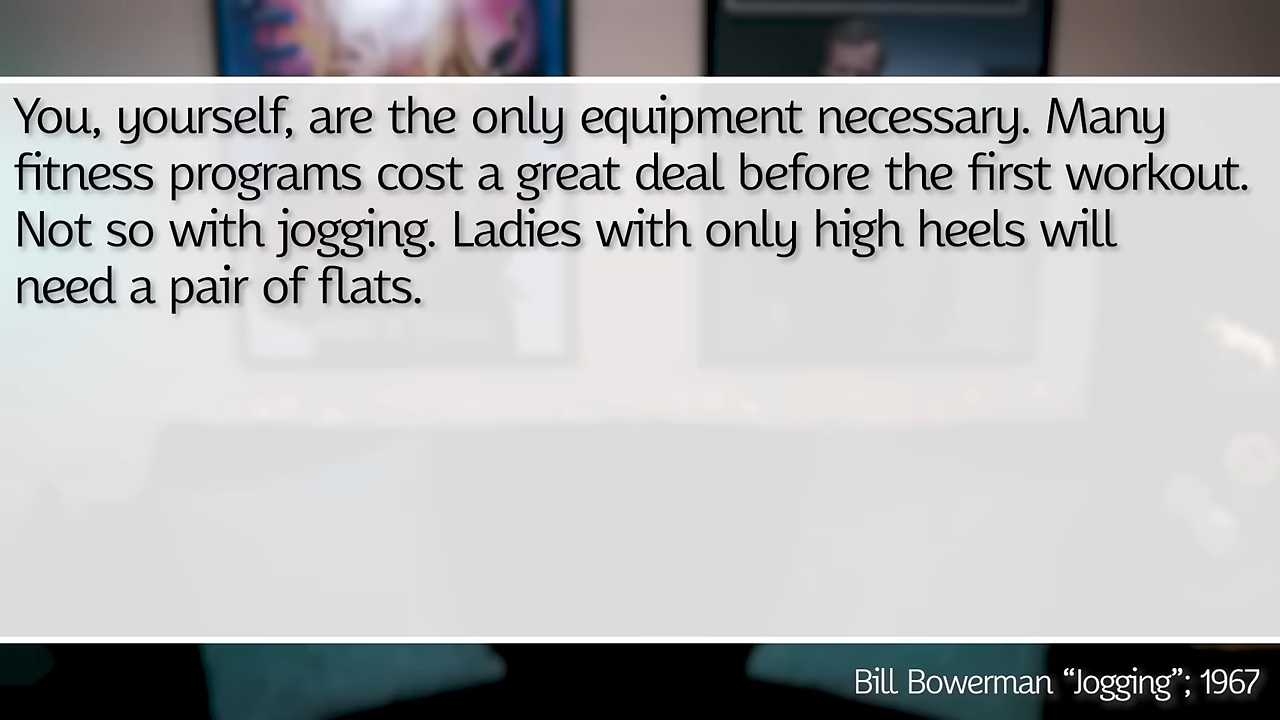 You, yourself, are the only equipment necessary. Many
fitness programs cost a great deal before the first workout.
Not so with jogging. Ladies with only high heels will
need a pair of flats.
Bill Bowerman “Jogging”; 1967